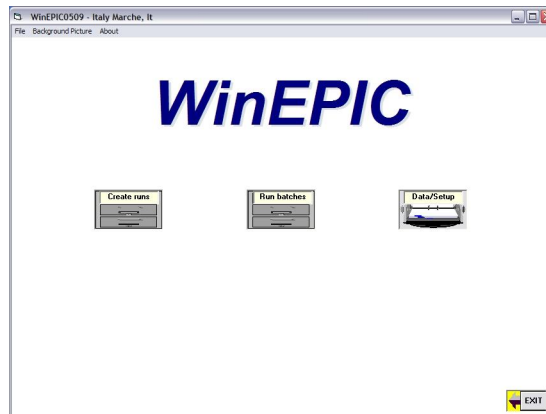 WinEPIC0509 - Italy Marche, It
File Background Picture About
WinEPIC
Create runs Run batches Data/Setup
EXIT